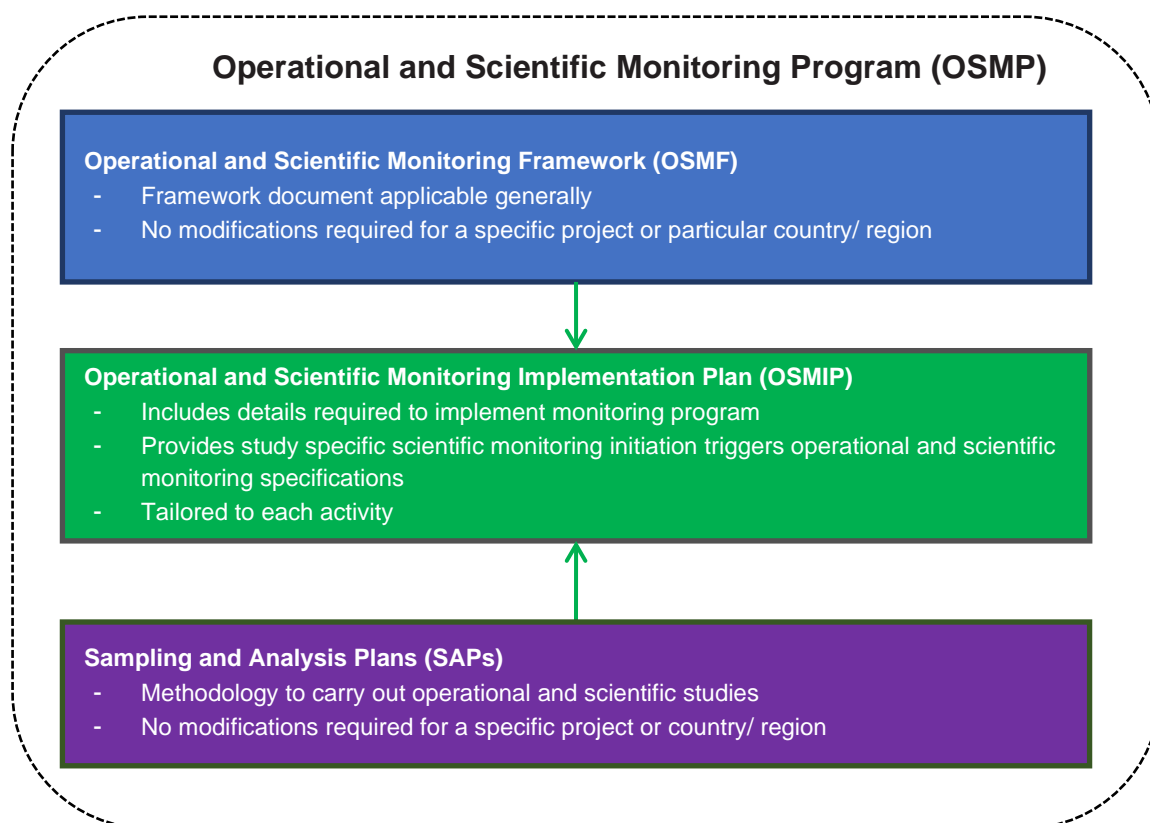 Operational and Scientific Monitoring Program (OSMP)
Operational and Scientific Monitoring Framework (OSMF)
- Framework document applicable generally
- No modifications required for a specific project or particular country/ region
Operational and Scientific Monitoring Implementation Plan (OSMIP)
- Includes details required to implement monitoring program
- Provides study specific scientific monitoring initiation triggers operational and scientific
monitoring specifications
- Tailored to each activity
Sampling and Analysis Plans (SAPs)
- Methodology to carry out operational and scientific studies
- No modifications required for a specific project or country/ region